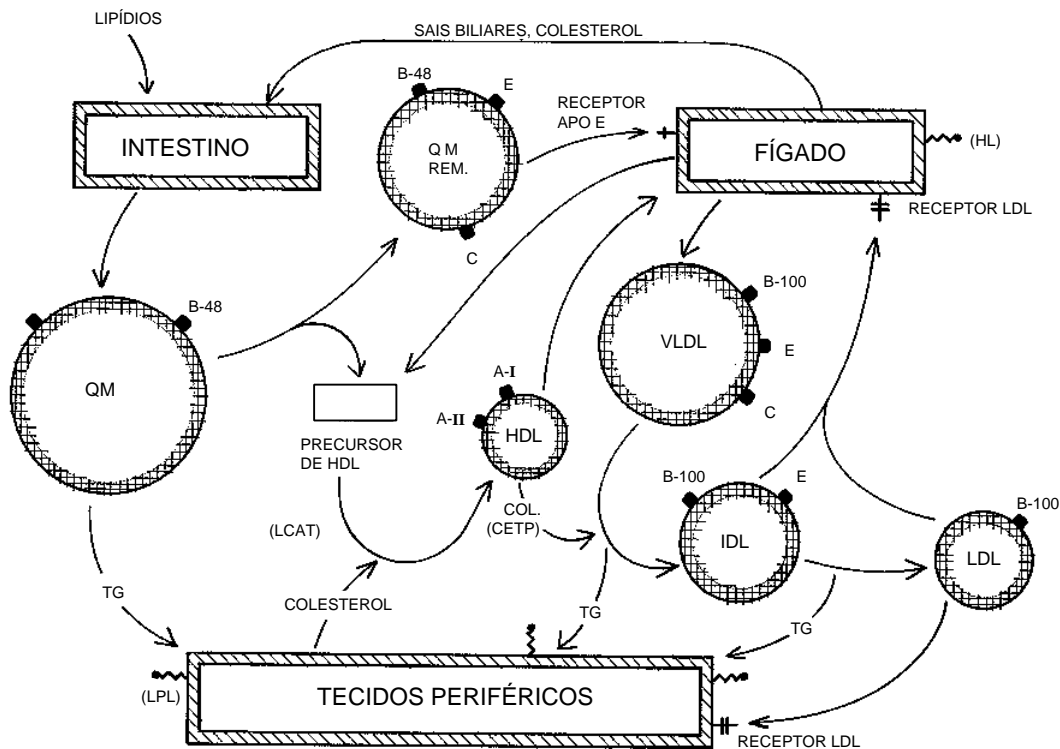 LIPÍDIOS
SAIS BILIARES, COLESTEROL
B-48
E
RECEPTOR
APO E
INTESTINO
Q M
REM.
FÍGADO
(HL)
RECEPTOR LDL
C
B-48
B-100
QM
VLDL
E
A-I
A-II
HDL
C
PRECURSOR
DE HDL
B-100
E
COL.
(CETP)
B-100
(LCAT)
IDL
LDL
TG
COLESTEROL
TG
TG
(LPL)
TECIDOS PERIFÉRICOS
RECEPTOR LDL